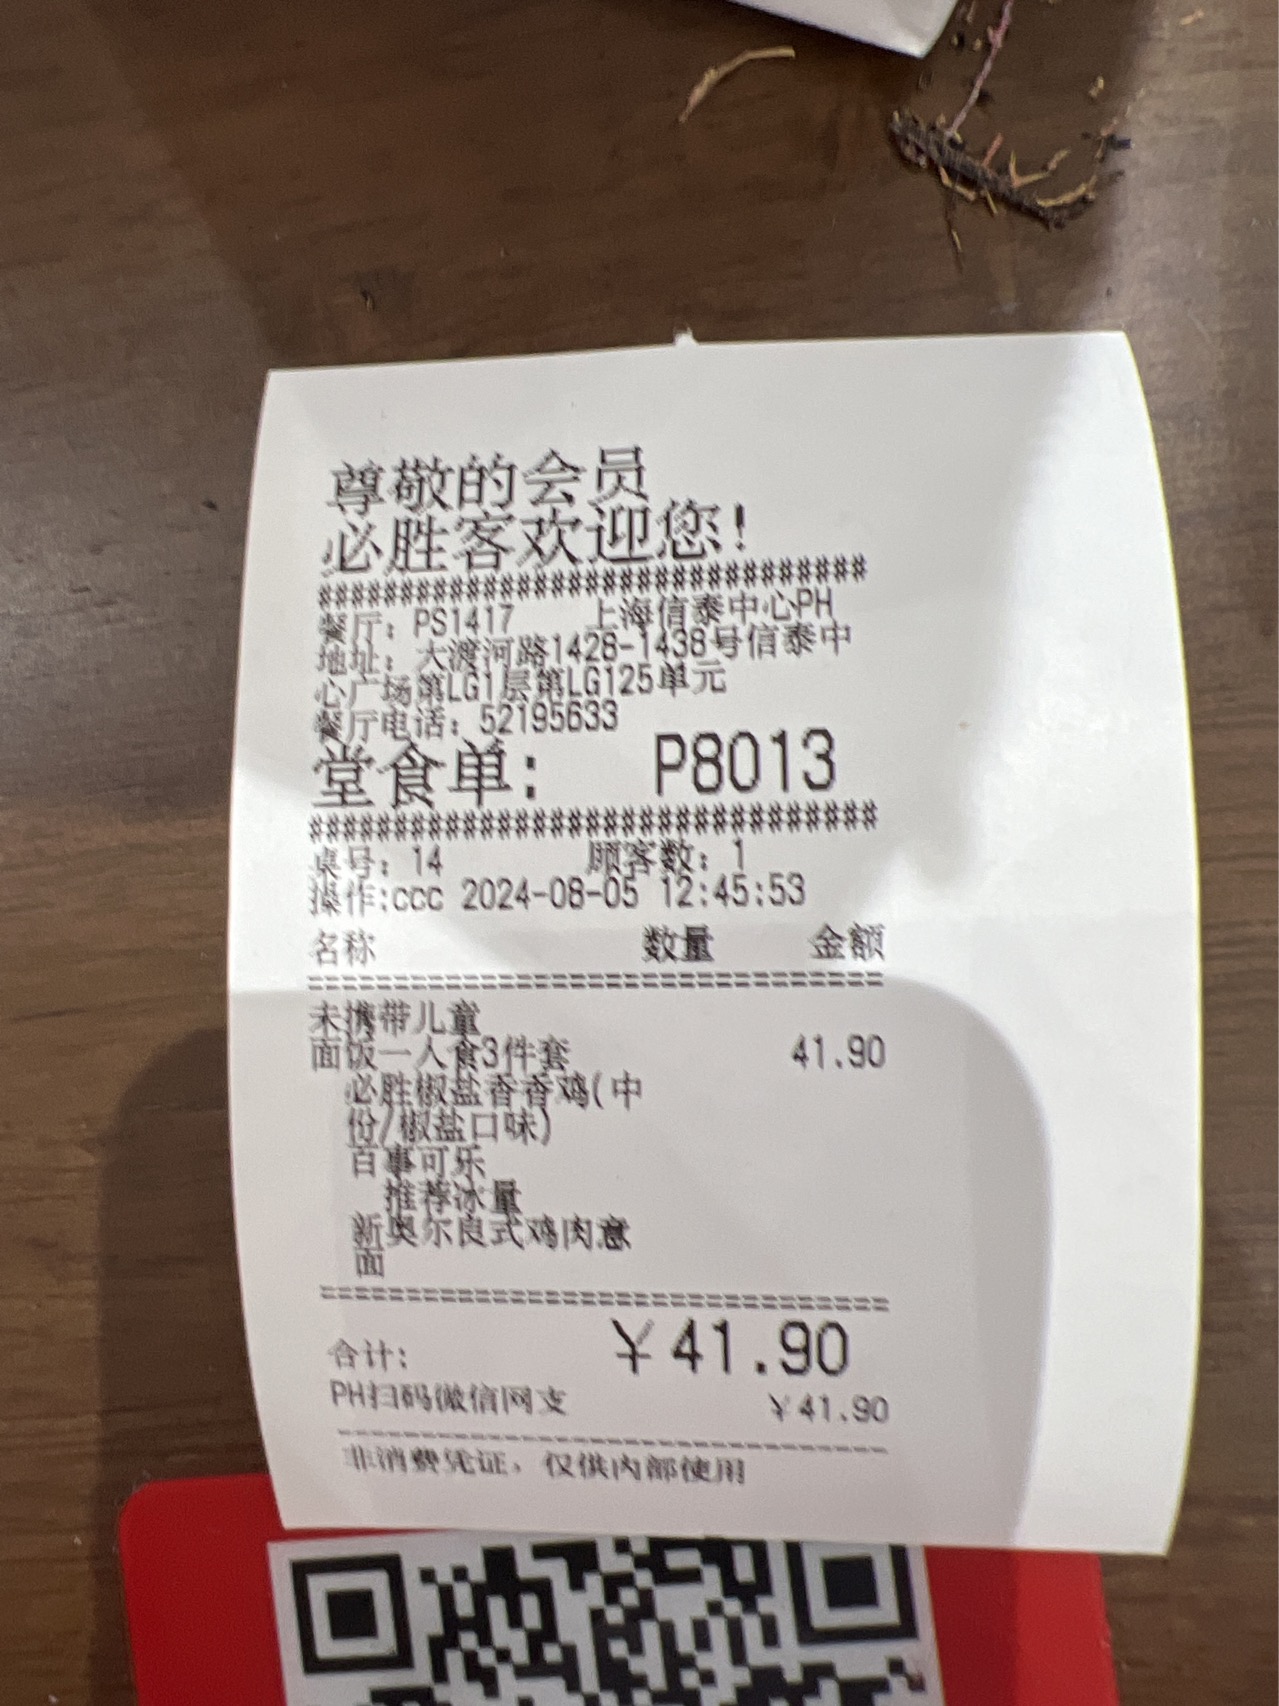 尊敬的会员
必胜客欢迎您!
##################################
餐厅: PS1417 上海信泰中心PH
地址: 大渡河路1428-1438号信泰中
心广场第LG1层第LG125单元
餐厅电话: 52195633
堂食单: P8013
##################################
桌号: 14 顾客数: 1
操作:ccc 2024-08-05 12:45:53
名称 数量 金额
==================================
未携带儿童
面饭一人食3件套 41.90
必胜椒盐香香鸡(中
份/椒盐口味)
百事可乐
推荐冰量
新奥尔良式鸡肉意
面
==================================
合计: ¥41.90
PH扫码微信网支 ¥41.90
----------------------------------
非消费凭证，仅供内部使用